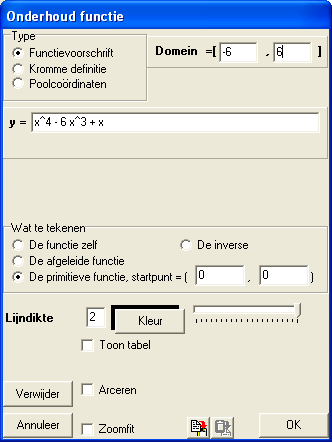 Onderhoud functie
Type
Functievoorschrift
Kromme definitie
Poolcoördinaten
Domein =[ -6 , 6 ]
y = x^4 - 6 x^3 + x
Wat te tekenen
De functie zelf
De inverse
De afgeleide functie
De primitieve functie, startpunt = ( 0 , 0 )
Lijndikte 2 Kleur
Toon tabel
Verwijder
Arceren
Annuleer
Zoomfit
OK